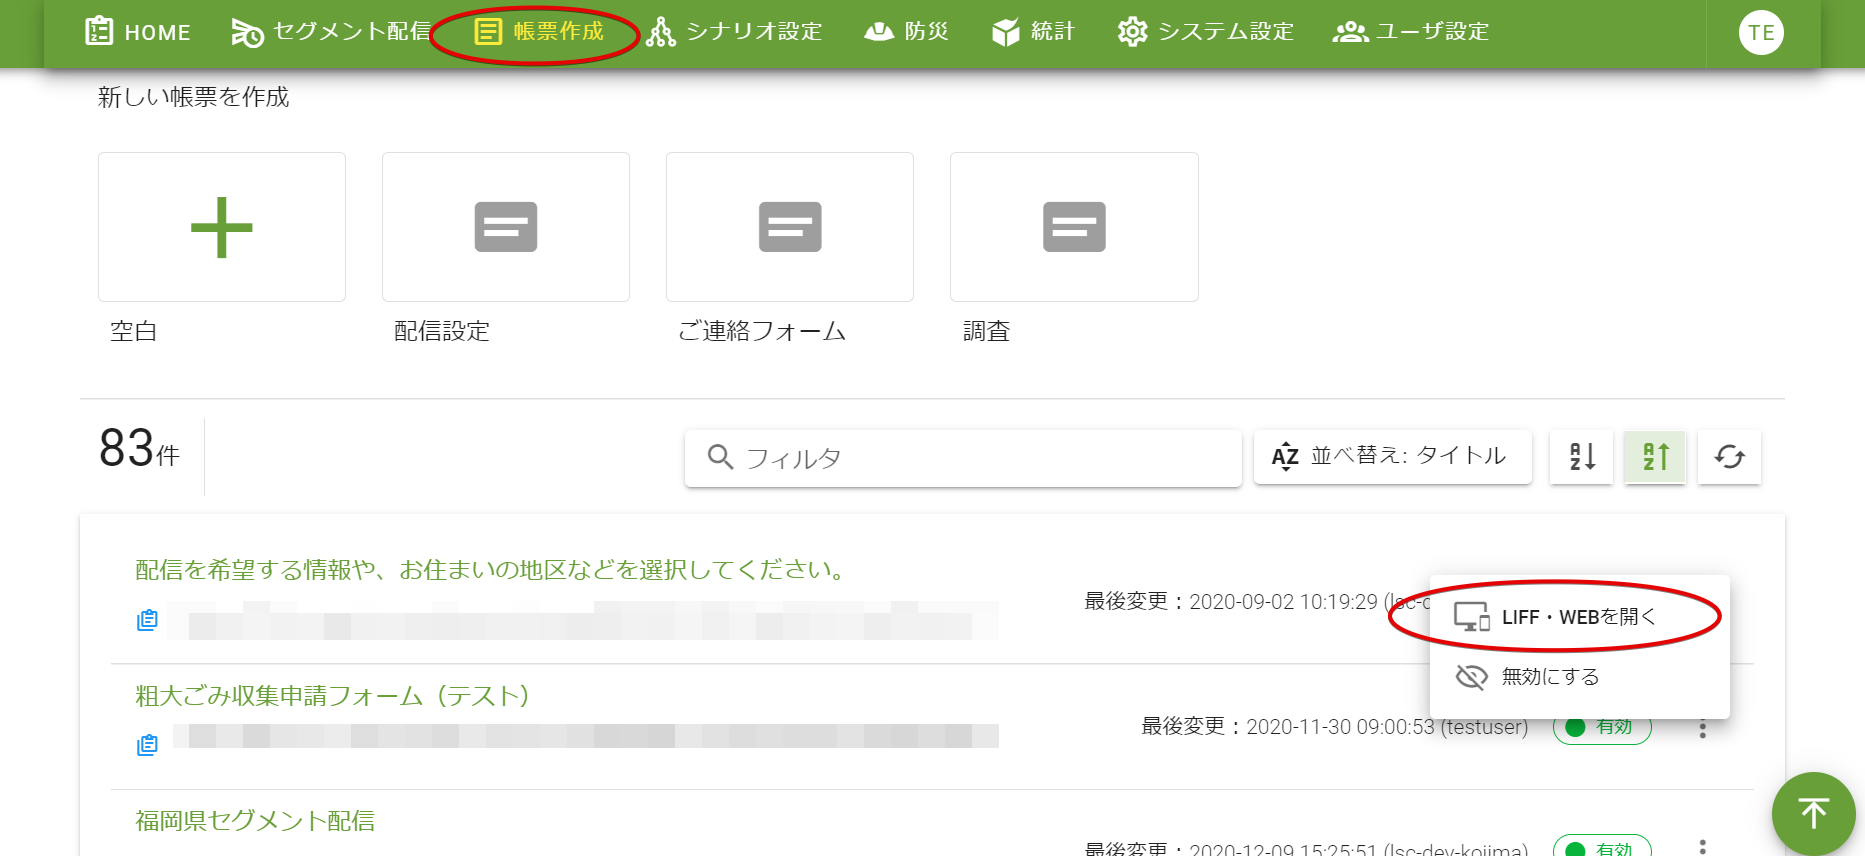 HOME セグメント配信 帳票作成 シナリオ設定 防災 統計 システム設定 ユーザ設定 TE
新しい帳票を作成
空白 配信設定 ご連絡フォーム 調査
83件 フィルタ AZ 並べ替え: タイトル
配信を希望する情報や、お住まいの地区などを選択してください。
最後変更：2020-09-02 10:19:29 (lsc-
LIFF・WEBを開く
無効にする
粗大ごみ収集申請フォーム（テスト）
最後変更：2020-11-30 09:00:53 (testuser) 有効
福岡県セグメント配信
最後変更：2020-12-09 15:25:51 (lsc-dev-kojima) 有効